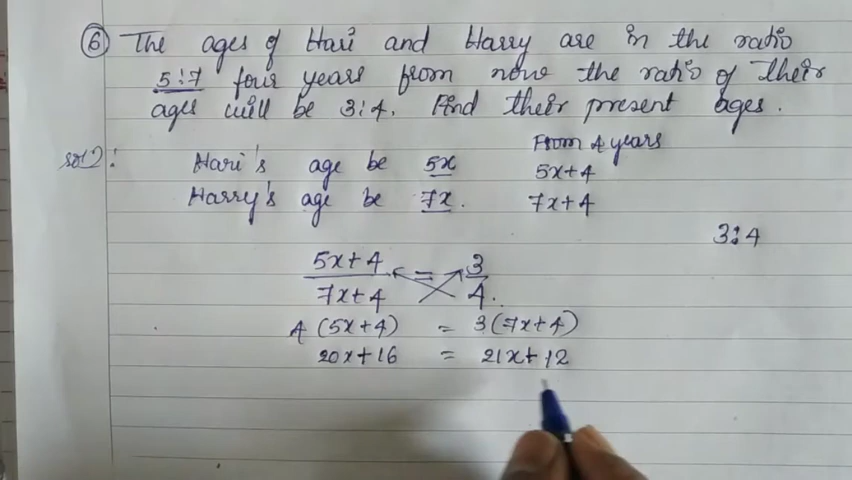 ⑥ The ages of Hari and Harry are in the ratio
5:7 four years from now the ratio of their
ages will be 3:4. Find their present ages.
From 4 years
Sol?: Hari's age be 5x 5x+4
Harry's age be 7x. 7x+4
3:4
5x+4 = 3
7x+4 4.
4(5x+4) = 3(7x+4)
20x+16 = 21x+12